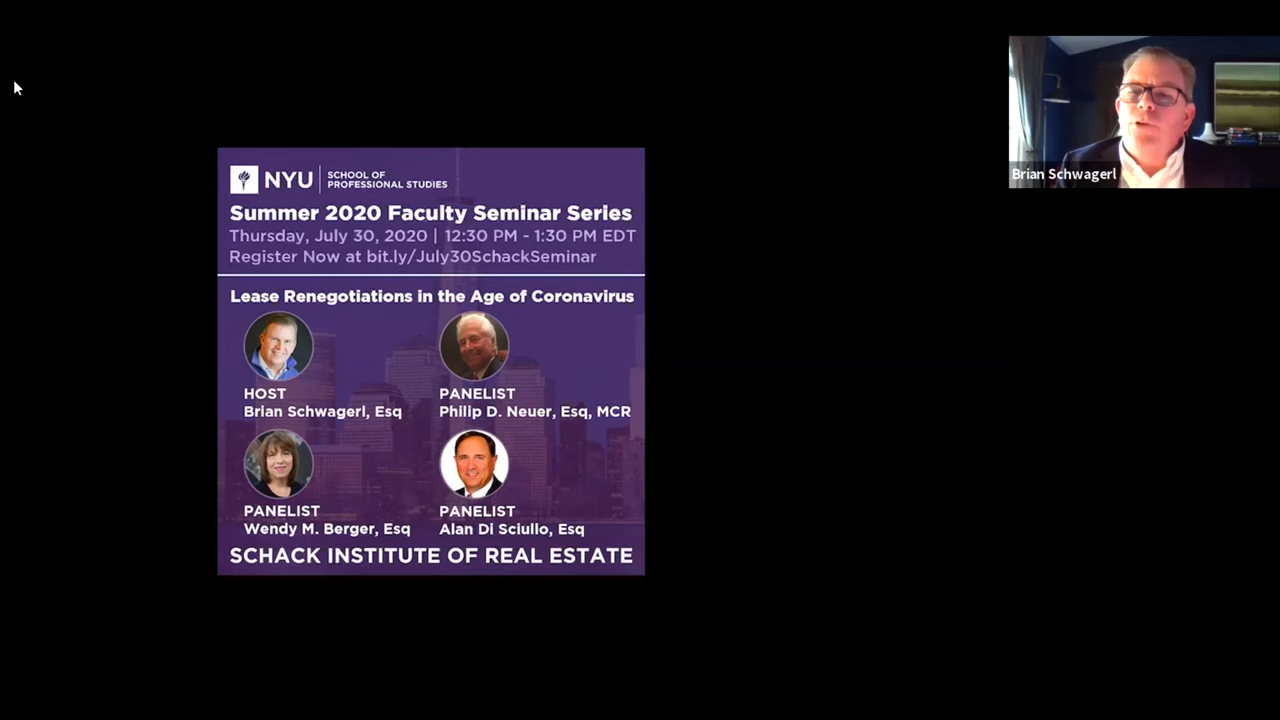 NYU
SCHOOL OF
PROFESSIONAL STUDIES
Summer 2020 Faculty Seminar Series
Thursday, July 30, 2020 | 12:30 PM - 1:30 PM EDT
Register Now at bit.ly/July30SchackSeminar
Lease Renegotiations in the Age of Coronavirus
HOST
Brian Schwagerl, Esq
PANELIST
Philip D. Neuer, Esq, MCR
PANELIST
Wendy M. Berger, Esq
PANELIST
Alan Di Sciullo, Esq
SCHACK INSTITUTE OF REAL ESTATE
Brian Schwagerl